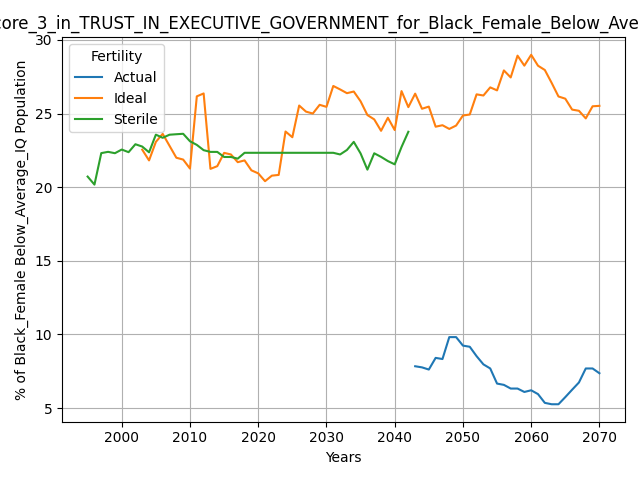 core_3_in_TRUST_IN_EXECUTIVE_GOVERNMENT_for_Black_Female_Below_Aver
Fertility
Actual
Ideal
Sterile
% of Black_Female Below_Average_IQ Population
30
25
20
15
10
5
2000 2010 2020 2030 2040 2050 2060 2070
Years